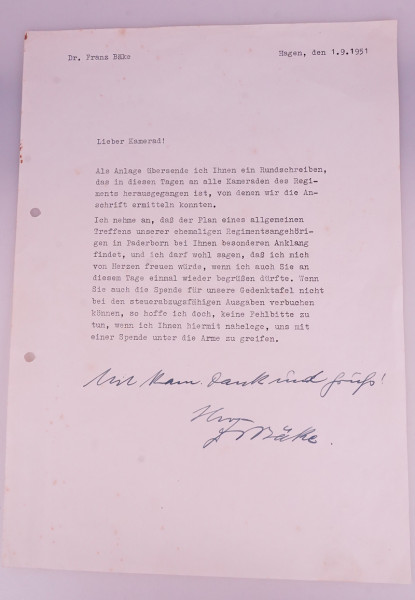 Dr. Franz Bäke
Hagen, den 1.9.1951
Lieber Kamerad!
Als Anlage übersende ich Ihnen ein Rundschreiben,
das in diesen Tagen an alle Kameraden des Regi-
ments herausgegangen ist, von denen wir die An-
schrift ermitteln konnten.
Ich nehme an, daß der Plan eines allgemeinen
Treffens unserer ehemaligen Regimentsangehöri-
gen in Paderborn bei Ihnen besonderen Anklang
findet, und ich darf wohl sagen, daß ich mich
von Herzen freuen würde, wenn ich auch Sie an
diesem Tage einmal wieder begrüßen dürfte. Wenn
Sie auch die Spende für unsere Gedenktafel nicht
bei den steuerabzugsfähigen Ausgaben verbuchen
können, so hoffe ich doch, keine Fehlbitte zu
tun, wenn ich Ihnen hiermit nahelege, uns mit
einer Spende unter die Arme zu greifen.
Mit kam. Dank und Gruß!
Ihr
Dr Bäke.